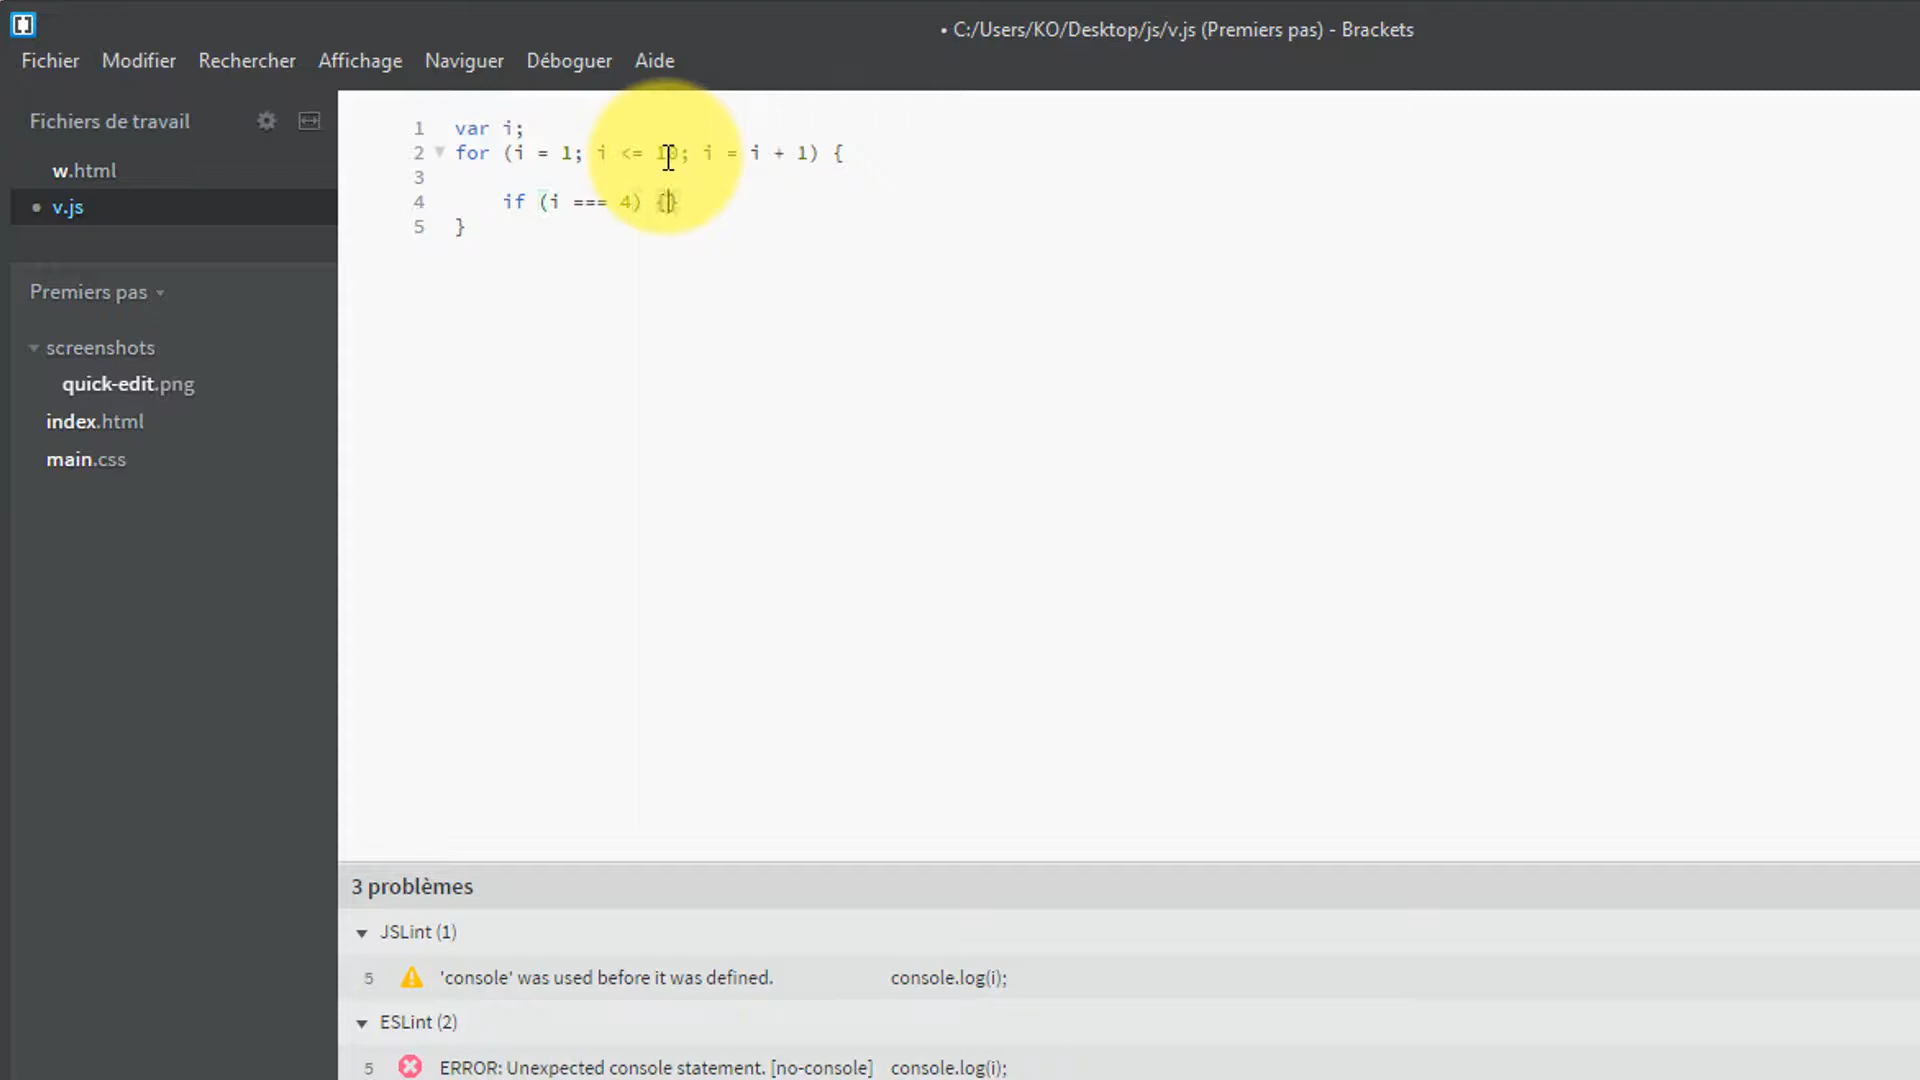 • C:/Users/KO/Desktop/js/v.js (Premiers pas) - Brackets
Fichier Modifier Rechercher Affichage Naviguer Déboguer Aide
Fichiers de travail
w.html
• v.js
Premiers pas
screenshots
quick-edit.png
index.html
main.css
1 var i;
2 for (i = 1; i <= 10; i = i + 1) {
3
4 if (i === 4) {}
5 }
3 problèmes
JSLint (1)
5 'console' was used before it was defined. console.log(i);
ESLint (2)
5 ERROR: Unexpected console statement. [no-console] console.log(i);